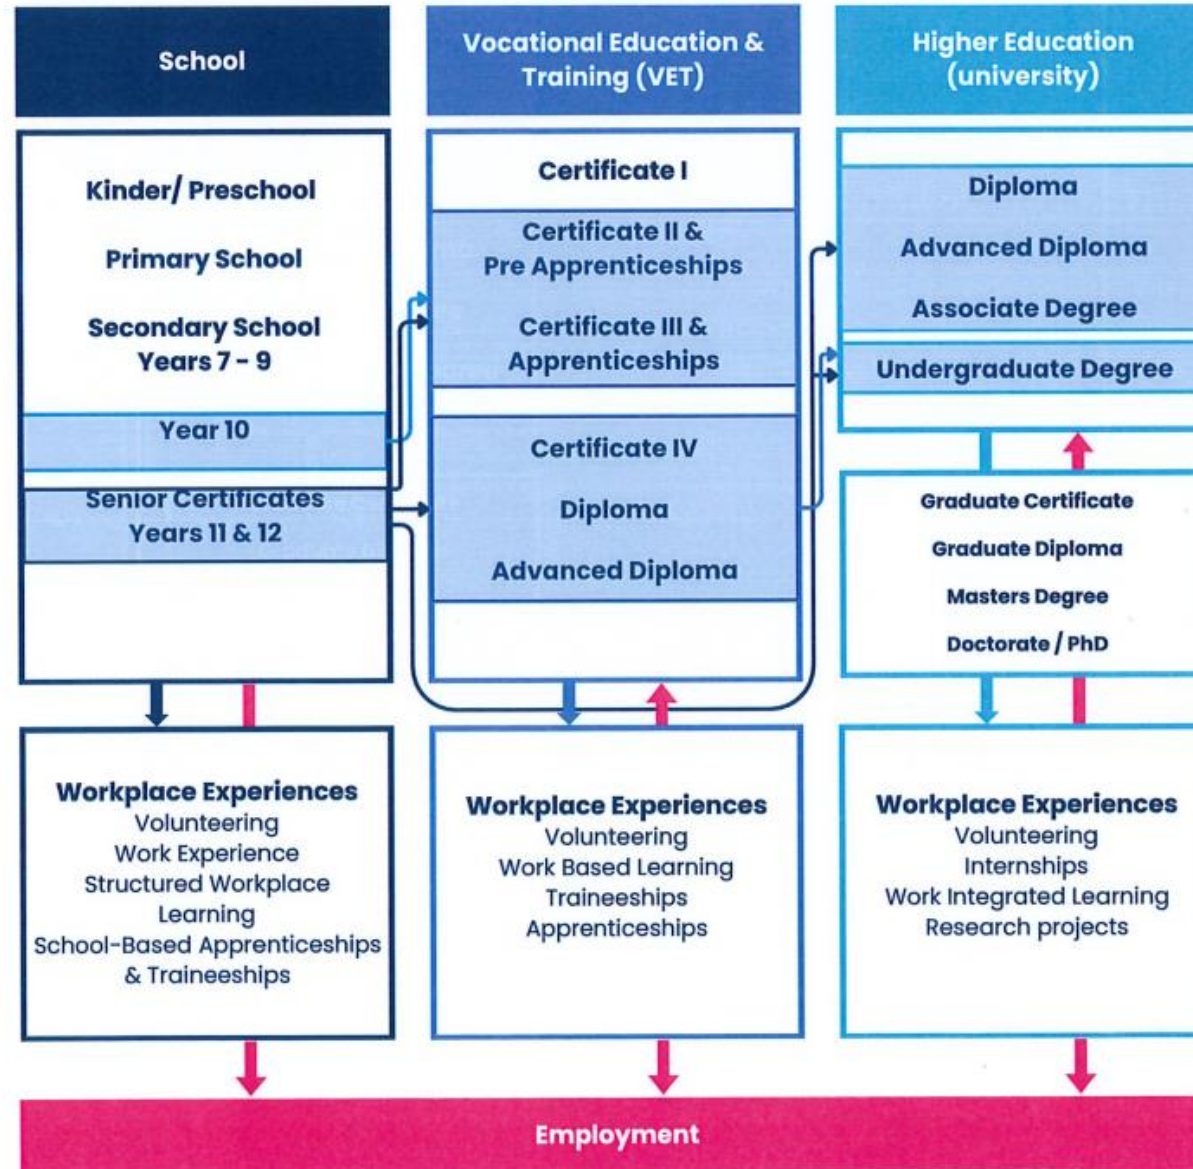 School
Kinder/ Preschool
Primary School
Secondary School
Years 7 - 9
Year 10
Senior Certificates
Years 11 & 12
Workplace Experiences
Volunteering
Work Experience
Structured Workplace
Learning
School-Based Apprenticeships
& Traineeships
Vocational Education &
Training (VET)
Certificate I
Certificate II &
Pre Apprenticeships
Certificate III &
Apprenticeships
Certificate IV
Diploma
Advanced Diploma
Workplace Experiences
Volunteering
Work Based Learning
Traineeships
Apprenticeships
Higher Education
(university)
Diploma
Advanced Diploma
Associate Degree
Undergraduate Degree
Graduate Certificate
Graduate Diploma
Masters Degree
Doctorate / PhD
Workplace Experiences
Volunteering
Internships
Work Integrated Learning
Research projects
Employment